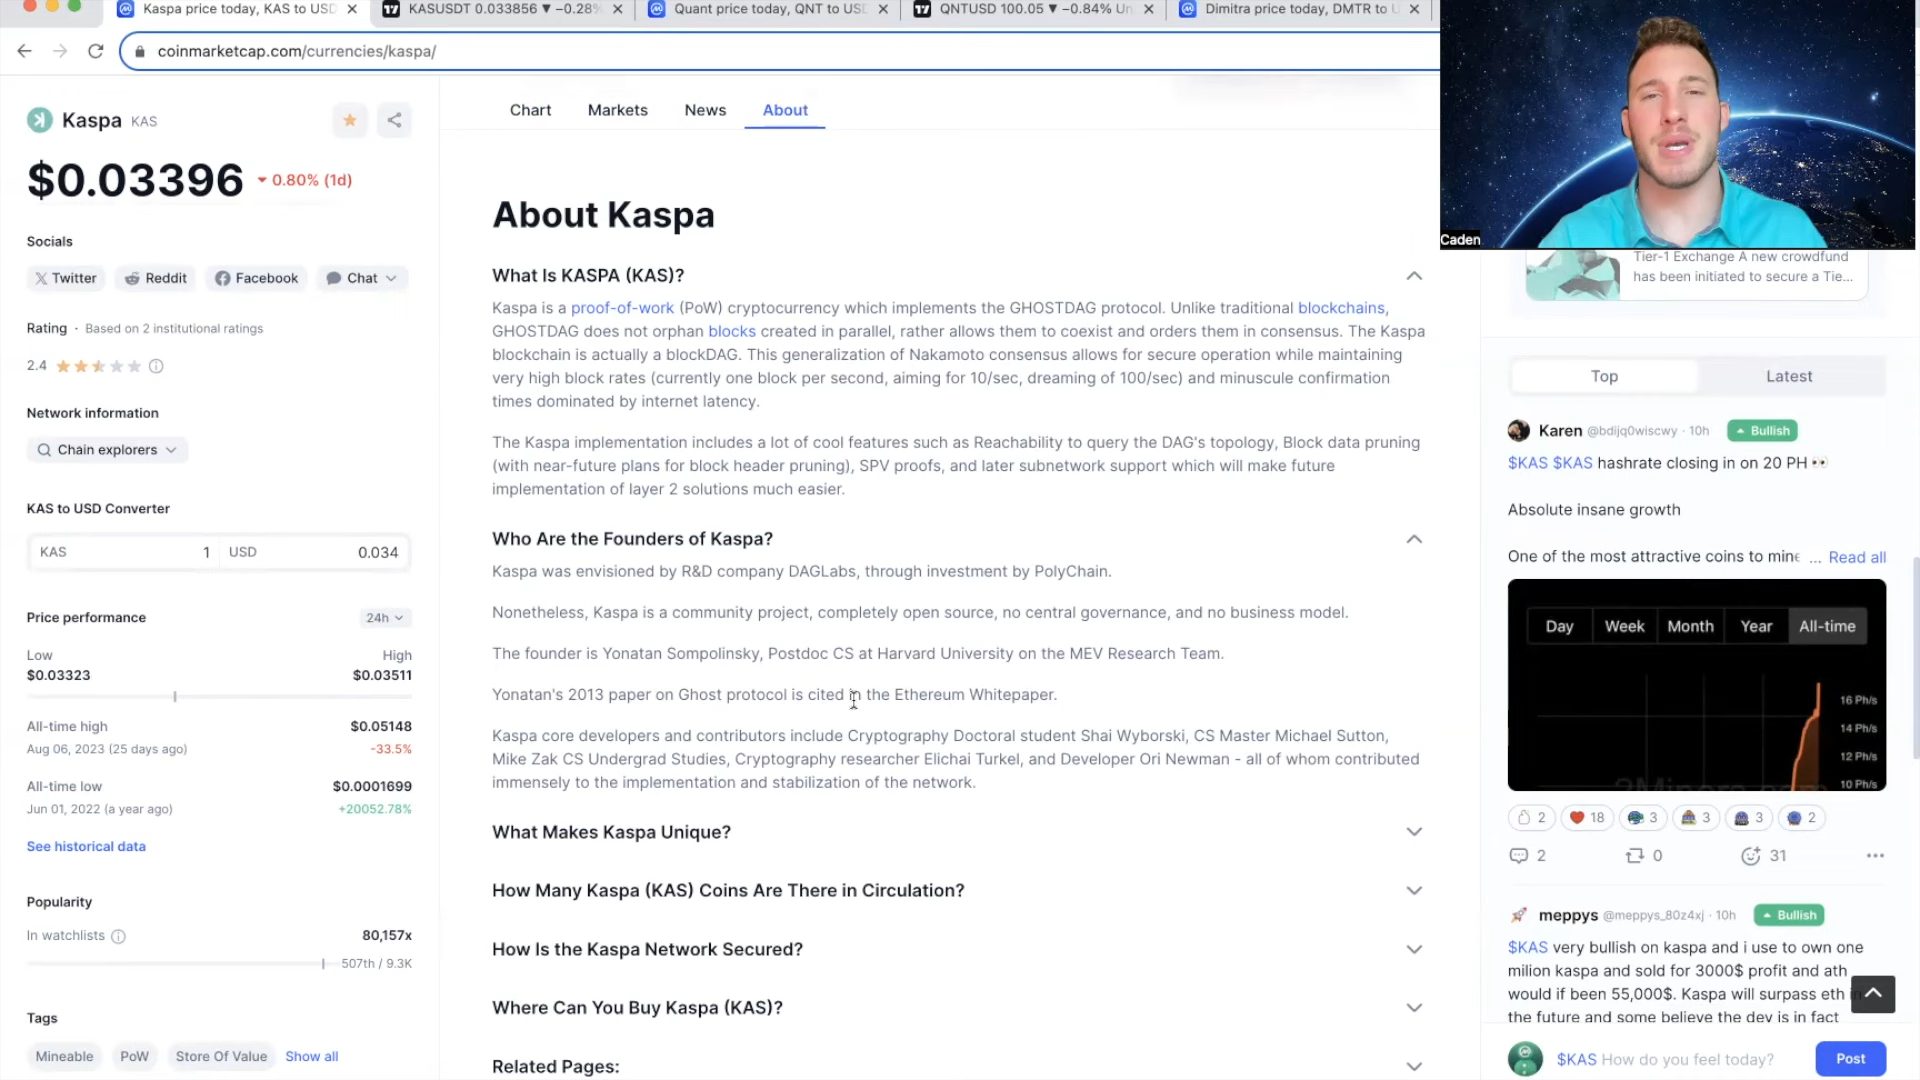 Kaspa price today, KAS to USD
KASUSDT 0.033856 ▼ −0.28%
Quant price today, QNT to USD
QNTUSD 100.05 ▼ −0.84% Un
Dimitra price today, DMTR to U
coinmarketcap.com/currencies/kaspa/
Caden
Kaspa KAS
$0.03396 0.80% (1d)
Socials
Twitter
Reddit
Facebook
Chat
Rating · Based on 2 institutional ratings
2.4
Network information
Chain explorers
KAS to USD Converter
KAS 1 USD 0.034
Price performance 24h
Low High
$0.03323 $0.03511
All-time high $0.05148
Aug 06, 2023 (25 days ago) -33.5%
All-time low $0.0001699
Jun 01, 2022 (a year ago) +20052.78%
See historical data
Popularity
In watchlists 80,157x
507th / 9.3K
Tags
Mineable PoW Store Of Value Show all
Chart Markets News About
About Kaspa
What Is KASPA (KAS)?
Kaspa is a proof-of-work (PoW) cryptocurrency which implements the GHOSTDAG protocol. Unlike traditional blockchains,
GHOSTDAG does not orphan blocks created in parallel, rather allows them to coexist and orders them in consensus. The Kaspa
blockchain is actually a blockDAG. This generalization of Nakamoto consensus allows for secure operation while maintaining
very high block rates (currently one block per second, aiming for 10/sec, dreaming of 100/sec) and minuscule confirmation
times dominated by internet latency.
The Kaspa implementation includes a lot of cool features such as Reachability to query the DAG's topology, Block data pruning
(with near-future plans for block header pruning), SPV proofs, and later subnetwork support which will make future
implementation of layer 2 solutions much easier.
Who Are the Founders of Kaspa?
Kaspa was envisioned by R&D company DAGLabs, through investment by PolyChain.
Nonetheless, Kaspa is a community project, completely open source, no central governance, and no business model.
The founder is Yonatan Sompolinsky, Postdoc CS at Harvard University on the MEV Research Team.
Yonatan's 2013 paper on Ghost protocol is cited in the Ethereum Whitepaper.
Kaspa core developers and contributors include Cryptography Doctoral student Shai Wyborski, CS Master Michael Sutton,
Mike Zak CS Undergrad Studies, Cryptography researcher Elichai Turkel, and Developer Ori Newman - all of whom contributed
immensely to the implementation and stabilization of the network.
What Makes Kaspa Unique?
How Many Kaspa (KAS) Coins Are There in Circulation?
How Is the Kaspa Network Secured?
Where Can You Buy Kaspa (KAS)?
Related Pages:
Tier-1 Exchange A new crowdfund
has been initiated to secure a Tie...
Top Latest
Karen @bdijq0wiscwy · 10h Bullish
$KAS $KAS hashrate closing in on 20 PH 👀
Absolute insane growth
One of the most attractive coins to mine ... Read all
Day Week Month Year All-time
16 Ph/s
14 Ph/s
12 Ph/s
10 Ph/s
2 18 3 3 3 2
2 0 31
meppys @meppys_80z4xj · 10h Bullish
$KAS very bullish on kaspa and i use to own one
milion kaspa and sold for 3000$ profit and ath
would if been 55,000$. Kaspa will surpass eth in
the future and some believe the dev is in fact
$KAS How do you feel today? Post